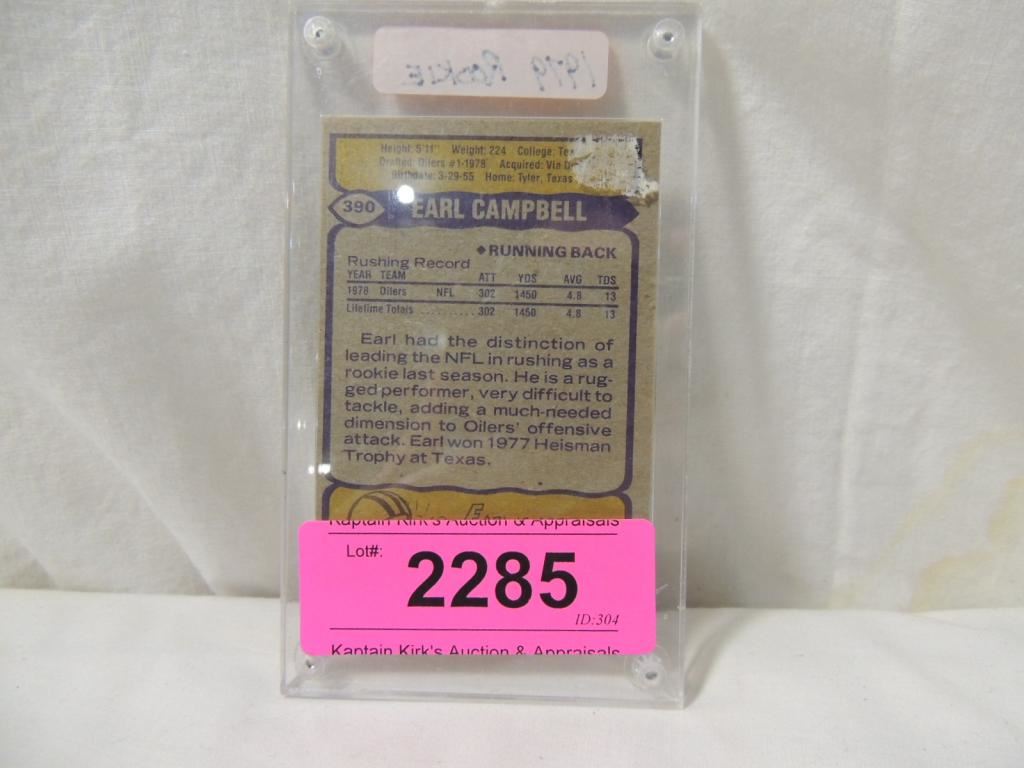 1979 ROOKIE
Height: 5'11" Weight: 224 College:
Drafted: Oilers #1-1978 Acquired: Via
Birthdate: 3-29-55 Home: Tyler, Texas
390 EARL CAMPBELL
◆RUNNING BACK
Rushing Record
YEAR TEAM ATT YDS AVG TDS
1978 Oilers NFL 302 1450 4.8 13
Lifetime Totals .......... 302 1450 4.8 13
Earl had the distinction of
leading the NFL in rushing as a
rookie last season. He is a rug-
ged performer, very difficult to
tackle, adding a much-needed
dimension to Oilers' offensive
attack. Earl won 1977 Heisman
Trophy at Texas.
Kaptain Kirk's Auction & Appraisals
Lot#:
2285
ID:304
Kaptain Kirk's Auction & Appraisals